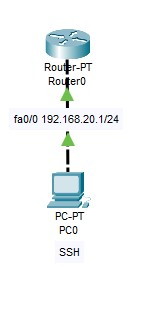 Router-PT
Router0
fa0/0 192.168.20.1/24
PC-PT
PC0
SSH